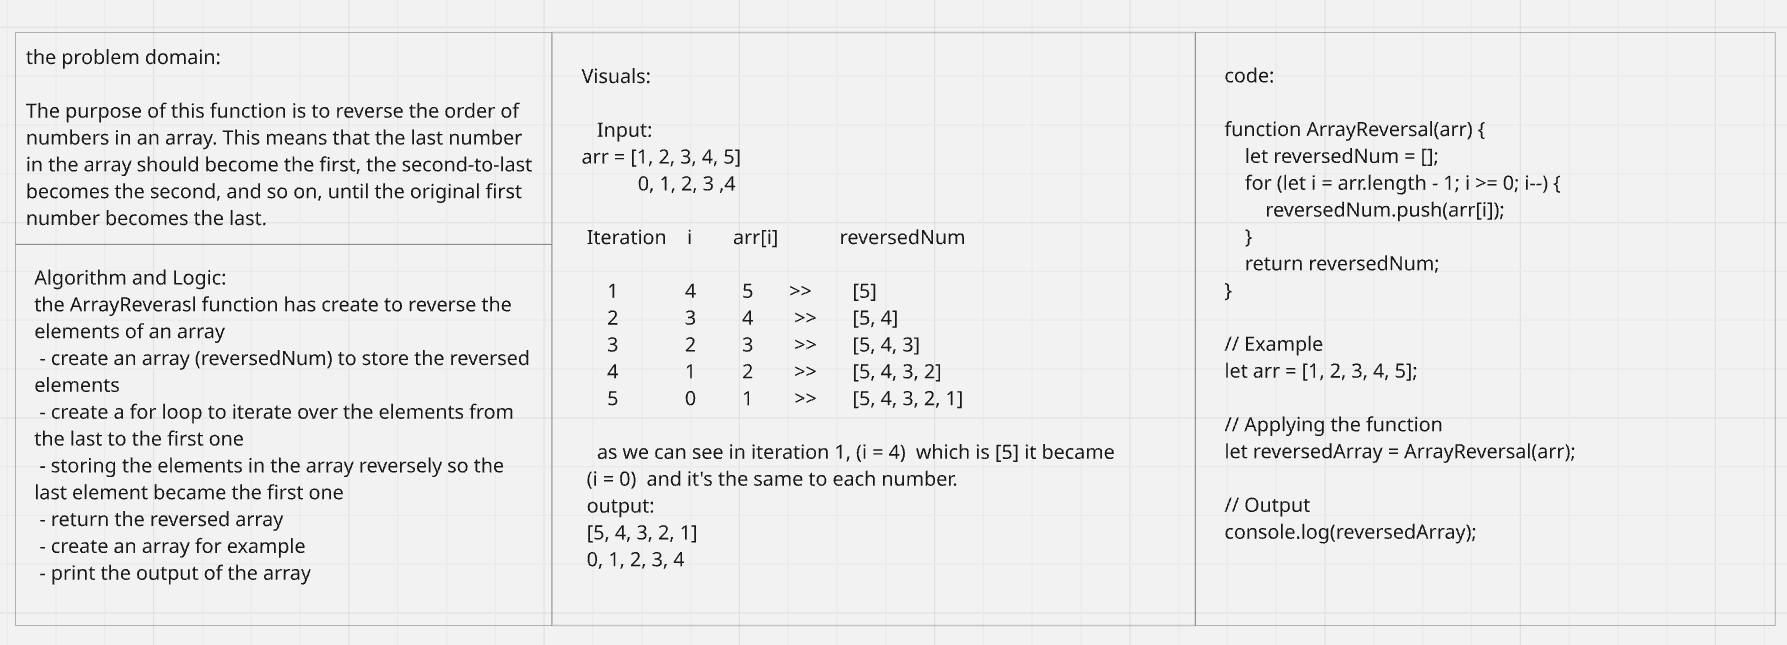 the problem domain:
The purpose of this function is to reverse the order of
numbers in an array. This means that the last number
in the array should become the first, the second-to-last
becomes the second, and so on, until the original first
number becomes the last.
Algorithm and Logic:
the ArrayReverasl function has create to reverse the
elements of an array
- create an array (reversedNum) to store the reversed
elements
- create a for loop to iterate over the elements from
the last to the first one
- storing the elements in the array reversely so the
last element became the first one
- return the reversed array
- create an array for example
- print the output of the array
Visuals:
Input:
arr = [1, 2, 3, 4, 5]
0, 1, 2, 3 ,4
Iteration i arr[i] reversedNum
1 4 5 >> [5]
2 3 4 >> [5, 4]
3 2 3 >> [5, 4, 3]
4 1 2 >> [5, 4, 3, 2]
5 0 1 >> [5, 4, 3, 2, 1]
as we can see in iteration 1, (i = 4) which is [5] it became
(i = 0) and it's the same to each number.
output:
[5, 4, 3, 2, 1]
0, 1, 2, 3, 4
code:
function ArrayReversal(arr) {
let reversedNum = [];
for (let i = arr.length - 1; i >= 0; i--) {
reversedNum.push(arr[i]);
}
return reversedNum;
}
// Example
let arr = [1, 2, 3, 4, 5];
// Applying the function
let reversedArray = ArrayReversal(arr);
// Output
console.log(reversedArray);